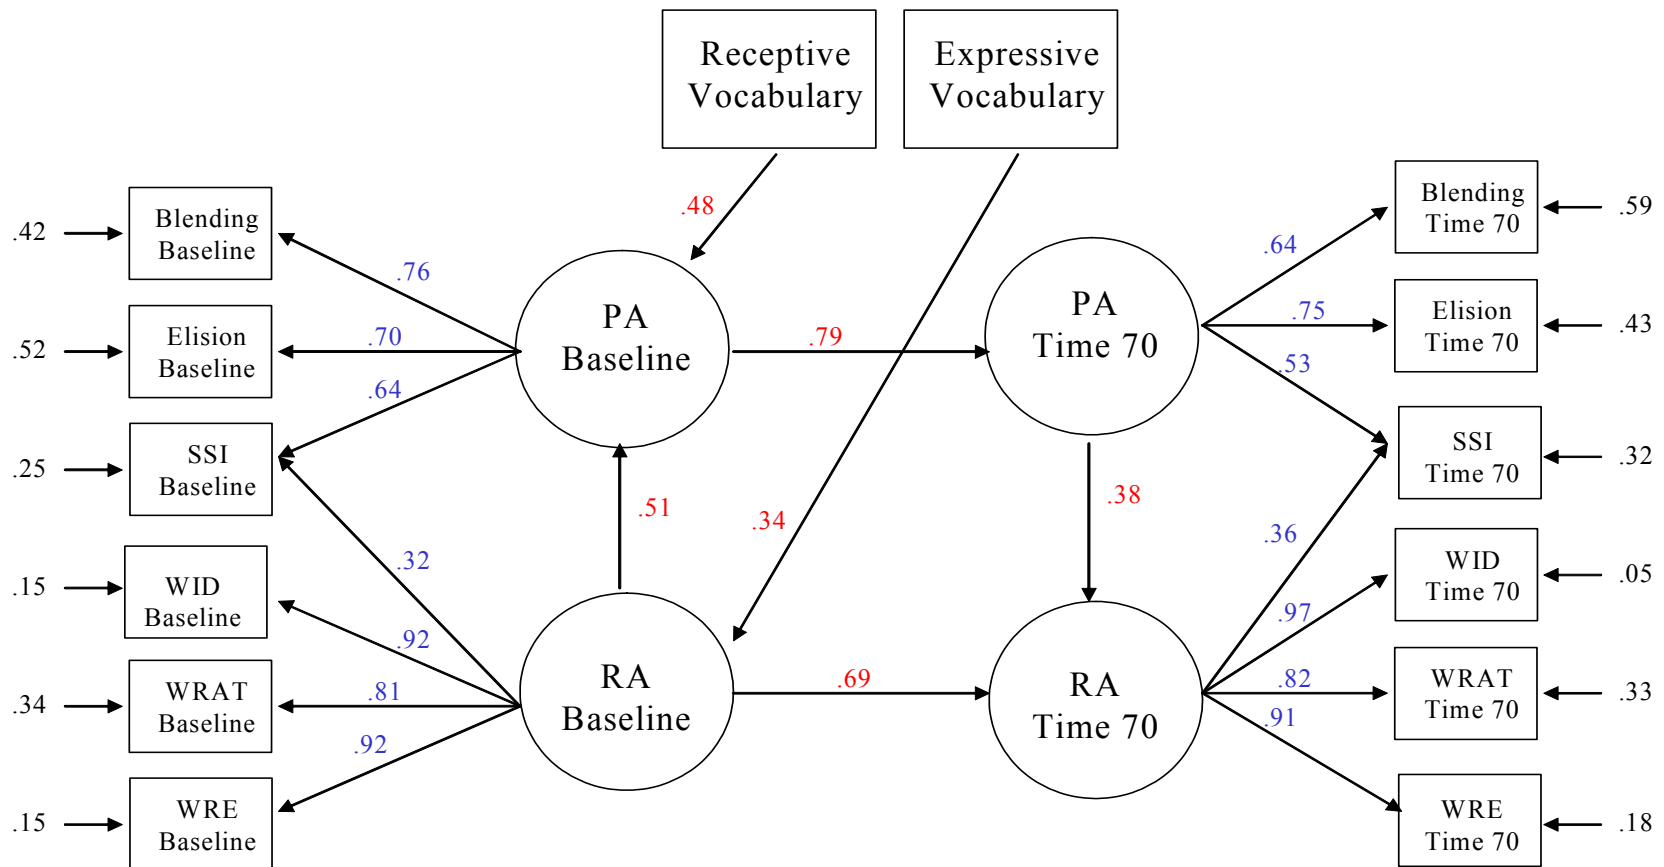 Receptive
Vocabulary
Expressive
Vocabulary
.48
.34
.42
Blending
Baseline
.76
.52
Elision
Baseline
.70
.25
SSI
Baseline
.64
.32
.15
WID
Baseline
.92
.34
WRAT
Baseline
.81
.15
WRE
Baseline
.92
PA
Baseline
.79
.51
RA
Baseline
.69
PA
Time 70
.38
RA
Time 70
.64
Blending
Time 70
.59
.75
Elision
Time 70
.43
.53
SSI
Time 70
.32
.36
WID
Time 70
.05
.97
WRAT
Time 70
.33
.82
.91
WRE
Time 70
.18